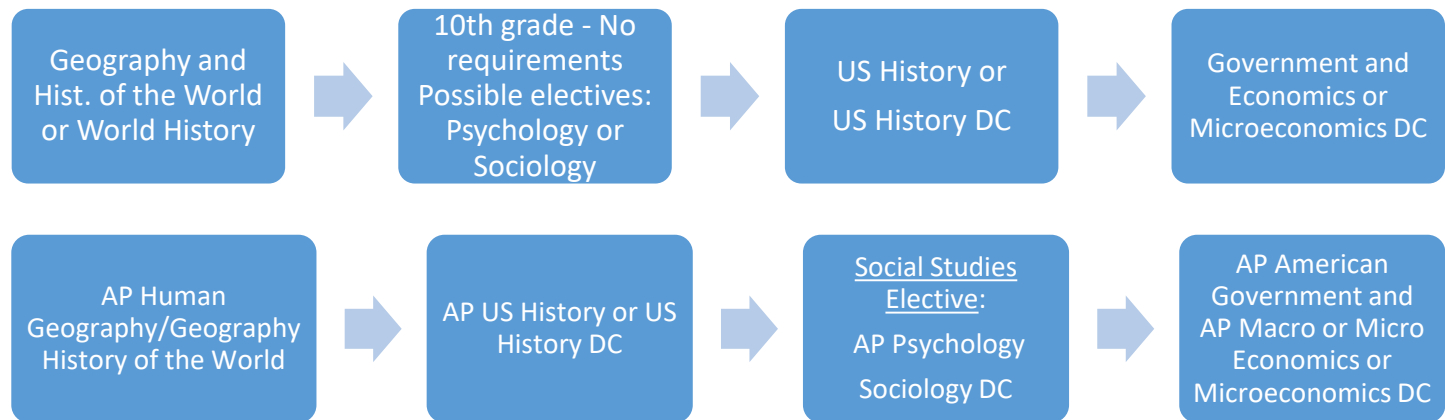 Geography and
Hist. of the World
or World History
10th grade - No
requirements
Possible electives:
Psychology or
Sociology
US History or
US History DC
Government and
Economics or
Microeconomics DC
AP Human
Geography/Geography
History of the World
AP US History or US
History DC
Social Studies
Elective:
AP Psychology
Sociology DC
AP American
Government and
AP Macro or Micro
Economics or
Microeconomics DC